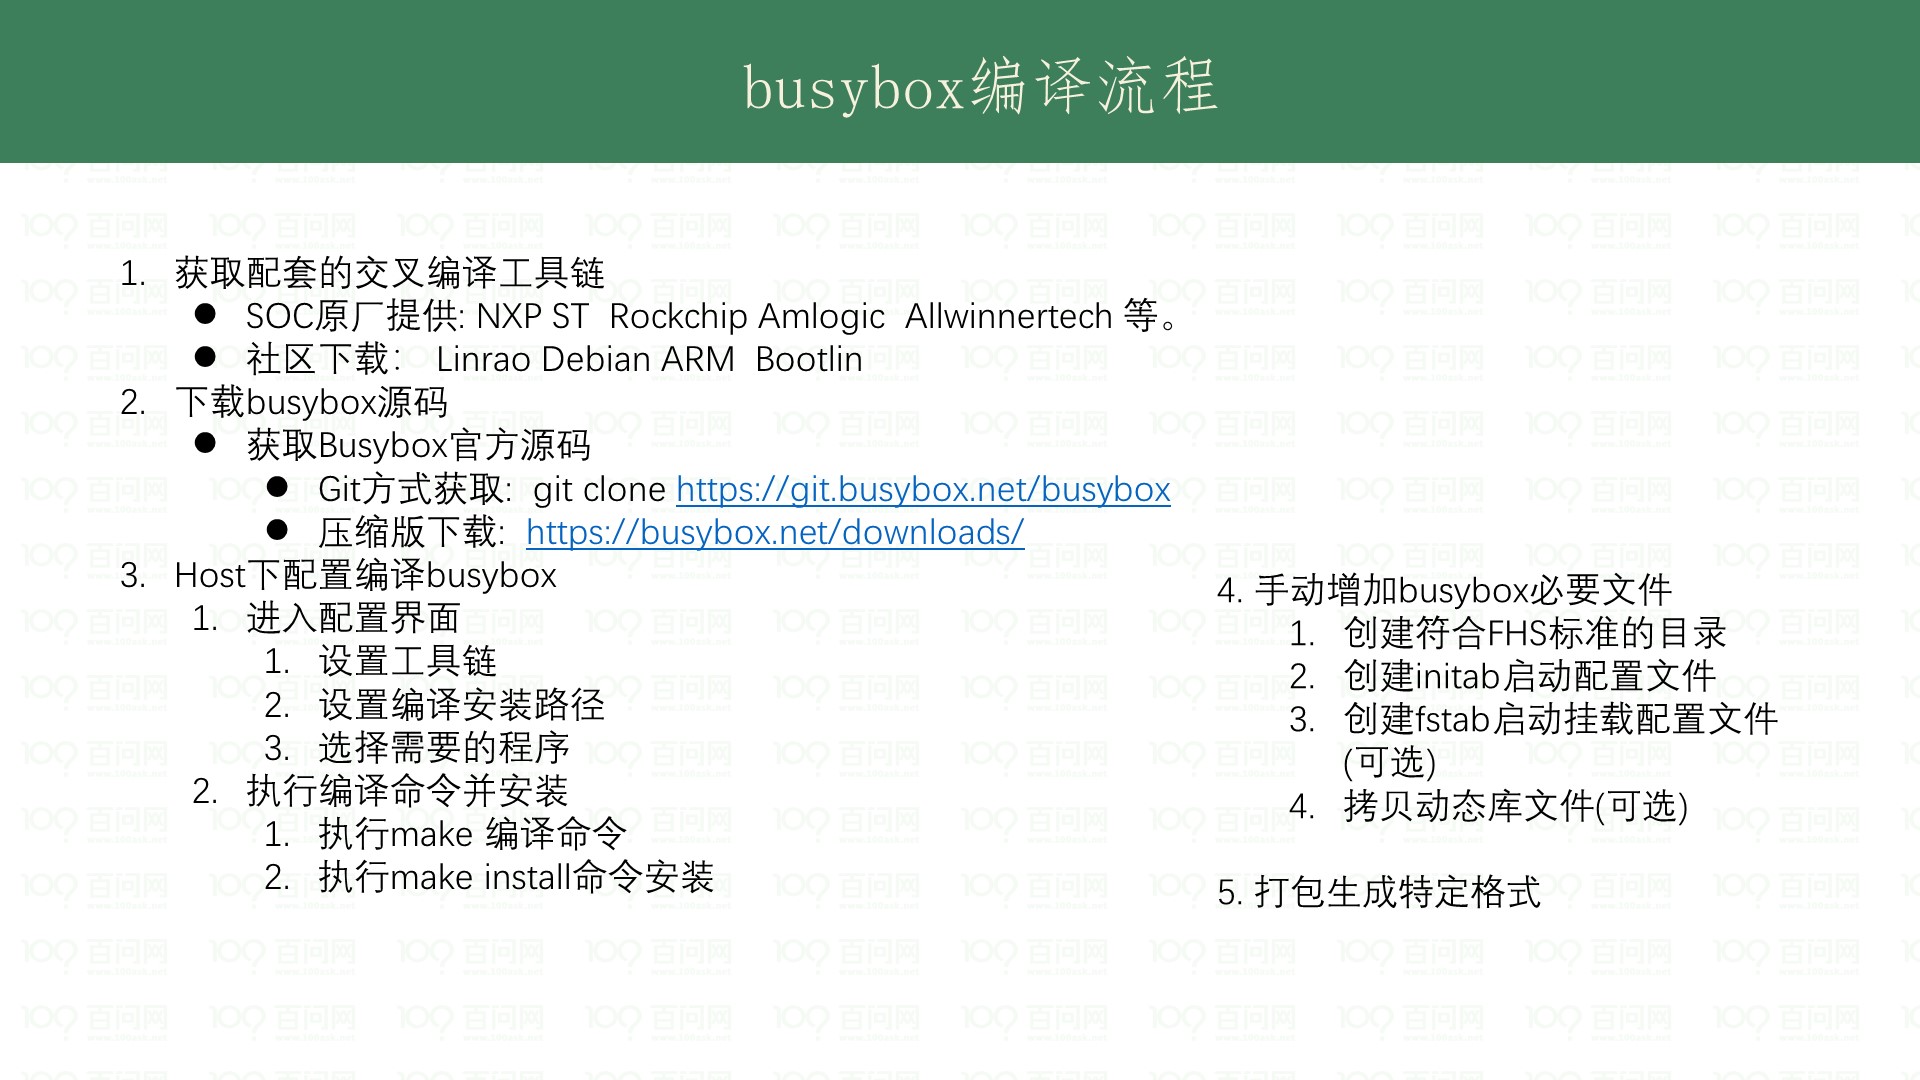 busybox编译流程
1. 获取配套的交叉编译工具链
● SOC原厂提供: NXP ST Rockchip Amlogic Allwinnertech 等。
● 社区下载： Linrao Debian ARM Bootlin
2. 下载busybox源码
● 获取Busybox官方源码
● Git方式获取: git clone https://git.busybox.net/busybox
● 压缩版下载: https://busybox.net/downloads/
3. Host下配置编译busybox
1. 进入配置界面
1. 设置工具链
2. 设置编译安装路径
3. 选择需要的程序
2. 执行编译命令并安装
1. 执行make 编译命令
2. 执行make install命令安装
4. 手动增加busybox必要文件
1. 创建符合FHS标准的目录
2. 创建initab启动配置文件
3. 创建fstab启动挂载配置文件
(可选)
4. 拷贝动态库文件(可选)
5. 打包生成特定格式
100 百问网
www.100ask.net